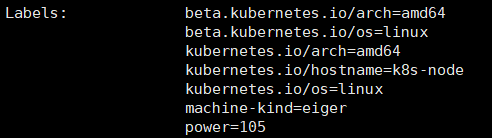 Labels: beta.kubernetes.io/arch=amd64
beta.kubernetes.io/os=linux
kubernetes.io/arch=amd64
kubernetes.io/hostname=k8s-node
kubernetes.io/os=linux
machine-kind=eiger
power=105